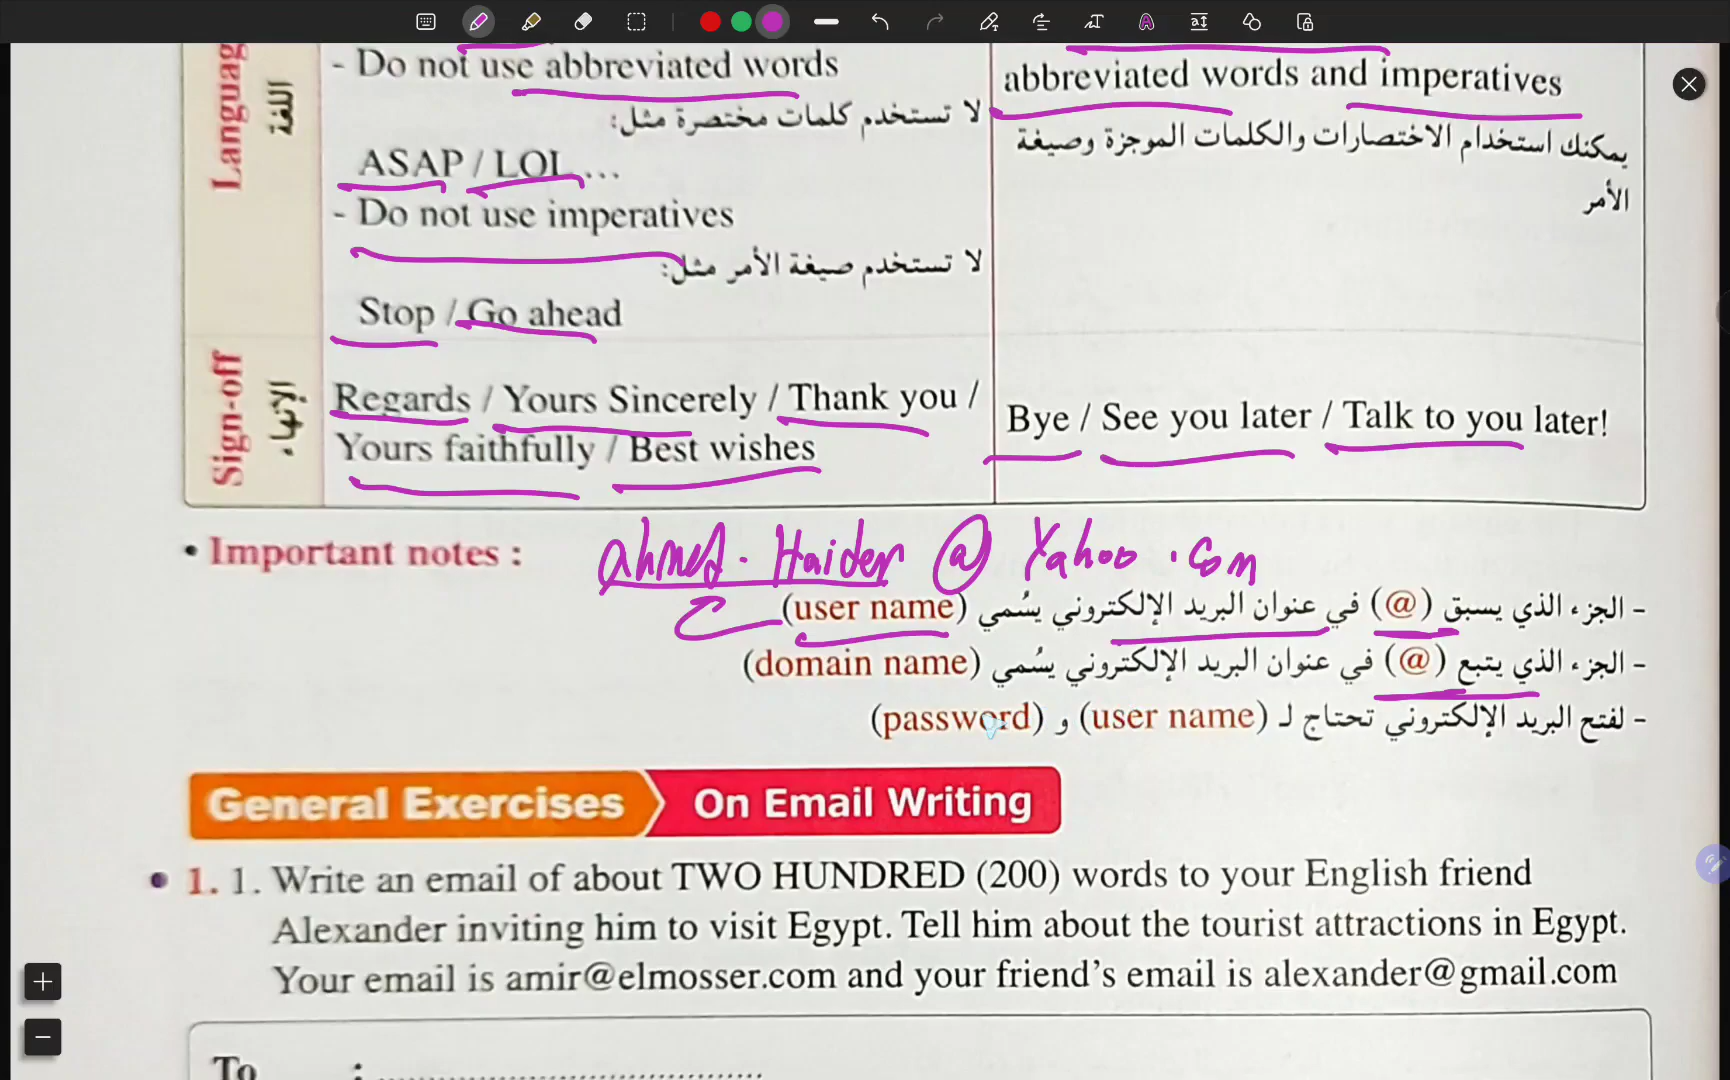 Language
اللغة
- Do not use abbreviated words
لا تستخدم كلمات مختصرة مثل:
ASAP / LOL ...
- Do not use imperatives
لا تستخدم صيغة الأمر مثل:
Stop / Go ahead
abbreviated words and imperatives
يمكنك استخدام الاختصارات والكلمات الموجزة وصيغة
الأمر
Sign-off
الإنهاء
Regards / Yours Sincerely / Thank you /
Yours faithfully / Best wishes
Bye / See you later / Talk to you later!
• Important notes :
ahmed. Haider @ Yahoo .com
- الجزء الذي يسبق (@) في عنوان البريد الإلكتروني يسُمي (user name)
- الجزء الذي يتبع (@) في عنوان البريد الإلكتروني يسُمي (domain name)
- لفتح البريد الإلكتروني تحتاج لـ (user name) و (password)
General Exercises On Email Writing
• 1. 1. Write an email of about TWO HUNDRED (200) words to your English friend
Alexander inviting him to visit Egypt. Tell him about the tourist attractions in Egypt.
Your email is amir@elmosser.com and your friend's email is alexander@gmail.com
To : ........................................